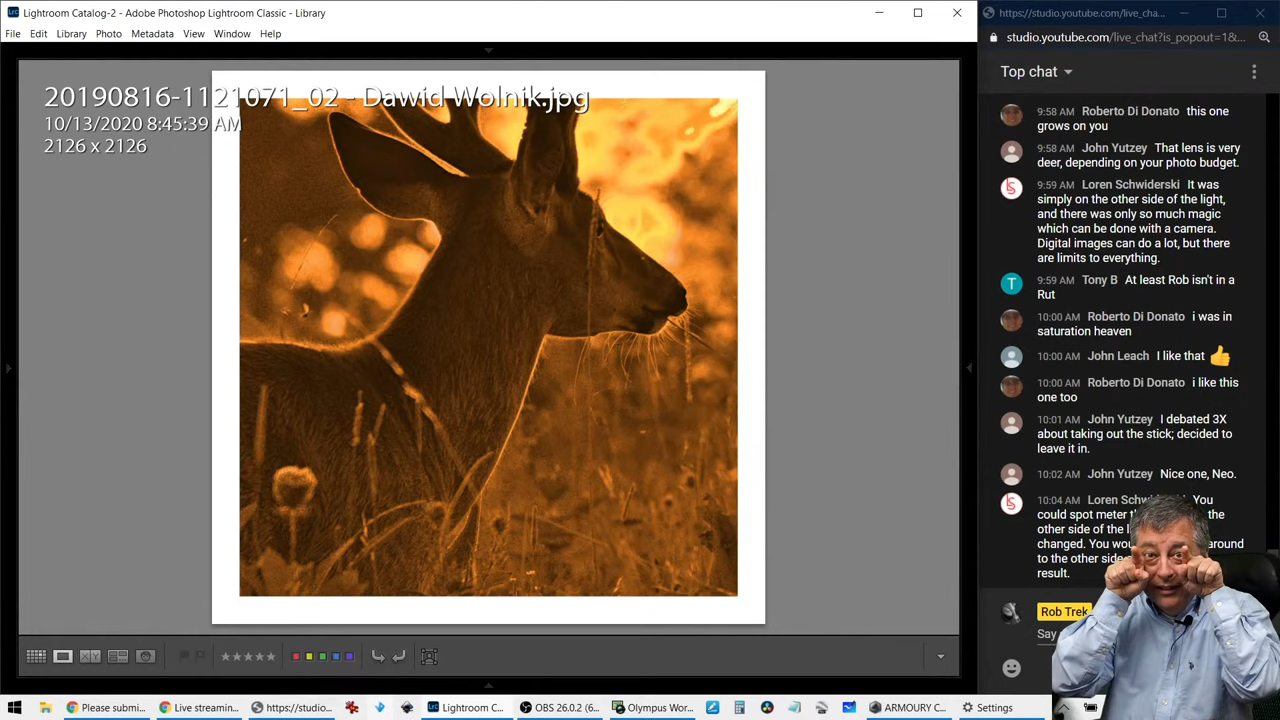 Lightroom Catalog-2 - Adobe Photoshop Lightroom Classic - Library
File Edit Library Photo Metadata View Window Help
20190816-1121071_02 - Dawid Wolnik.jpg
10/13/2020 8:45:39 AM
2126 x 2126
X Y
https://studio.youtube.com/live_cha...
studio.youtube.com/live_chat?is_popout=1&...
Top chat
9:58 AM Roberto Di Donato this one
grows on you
9:58 AM John Yutzey That lens is very
deer, depending on your photo budget.
9:59 AM Loren Schwiderski It was
simply on the other side of the light,
and there was only so much magic
which can be done with a camera.
Digital images can do a lot, but there
are limits to everything.
9:59 AM Tony B At least Rob isn't in a
Rut
10:00 AM Roberto Di Donato i was in
saturation heaven
10:00 AM John Leach I like that 👍
10:00 AM Roberto Di Donato i like this
one too
10:01 AM John Yutzey I debated 3X
about taking out the stick; decided to
leave it in.
10:02 AM John Yutzey Nice one, Neo.
10:04 AM Loren You
could spot meter the
other side of the
changed. You around
to the other side
result.
Rob Trek
Say
Please submi...
Live streamin...
https://studio...
Lrc Lightroom C...
OBS 26.0.2 (6...
Olympus Wor...
ARMOURY C...
Settings